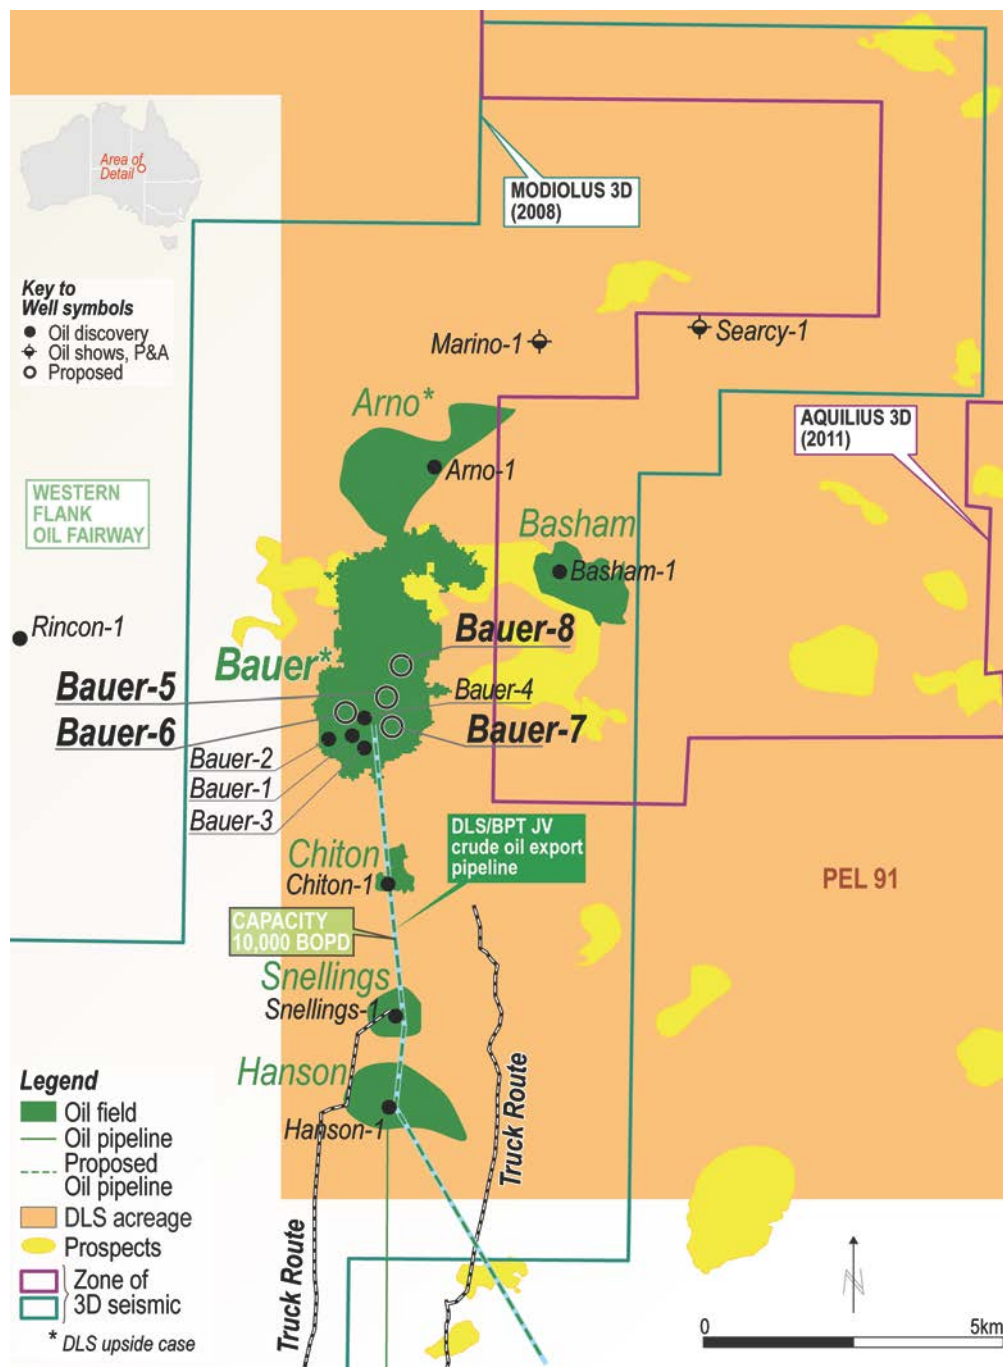 Area of
Detail
MODIOLUS 3D
(2008)
Key to
Well symbols
Oil discovery
Oil shows, P&A
Proposed
Marino-1
Searcy-1
Arno*
AQUILIUS 3D
(2011)
Arno-1
WESTERN
FLANK
OIL FAIRWAY
Basham
Basham-1
Rincon-1
Bauer-8
Bauer*
Bauer-5
Bauer-4
Bauer-6
Bauer-7
Bauer-2
Bauer-1
Bauer-3
DLS/BPT JV
crude oil export
pipeline
Chiton
Chiton-1
PEL 91
CAPACITY
10,000 BOPD
Snellings
Snellings-1
Hanson
Hanson-1
Truck Route
Truck Route
Legend
Oil field
Oil pipeline
Proposed
Oil pipeline
DLS acreage
Prospects
Zone of
3D seismic
* DLS upside case
N
0 5km